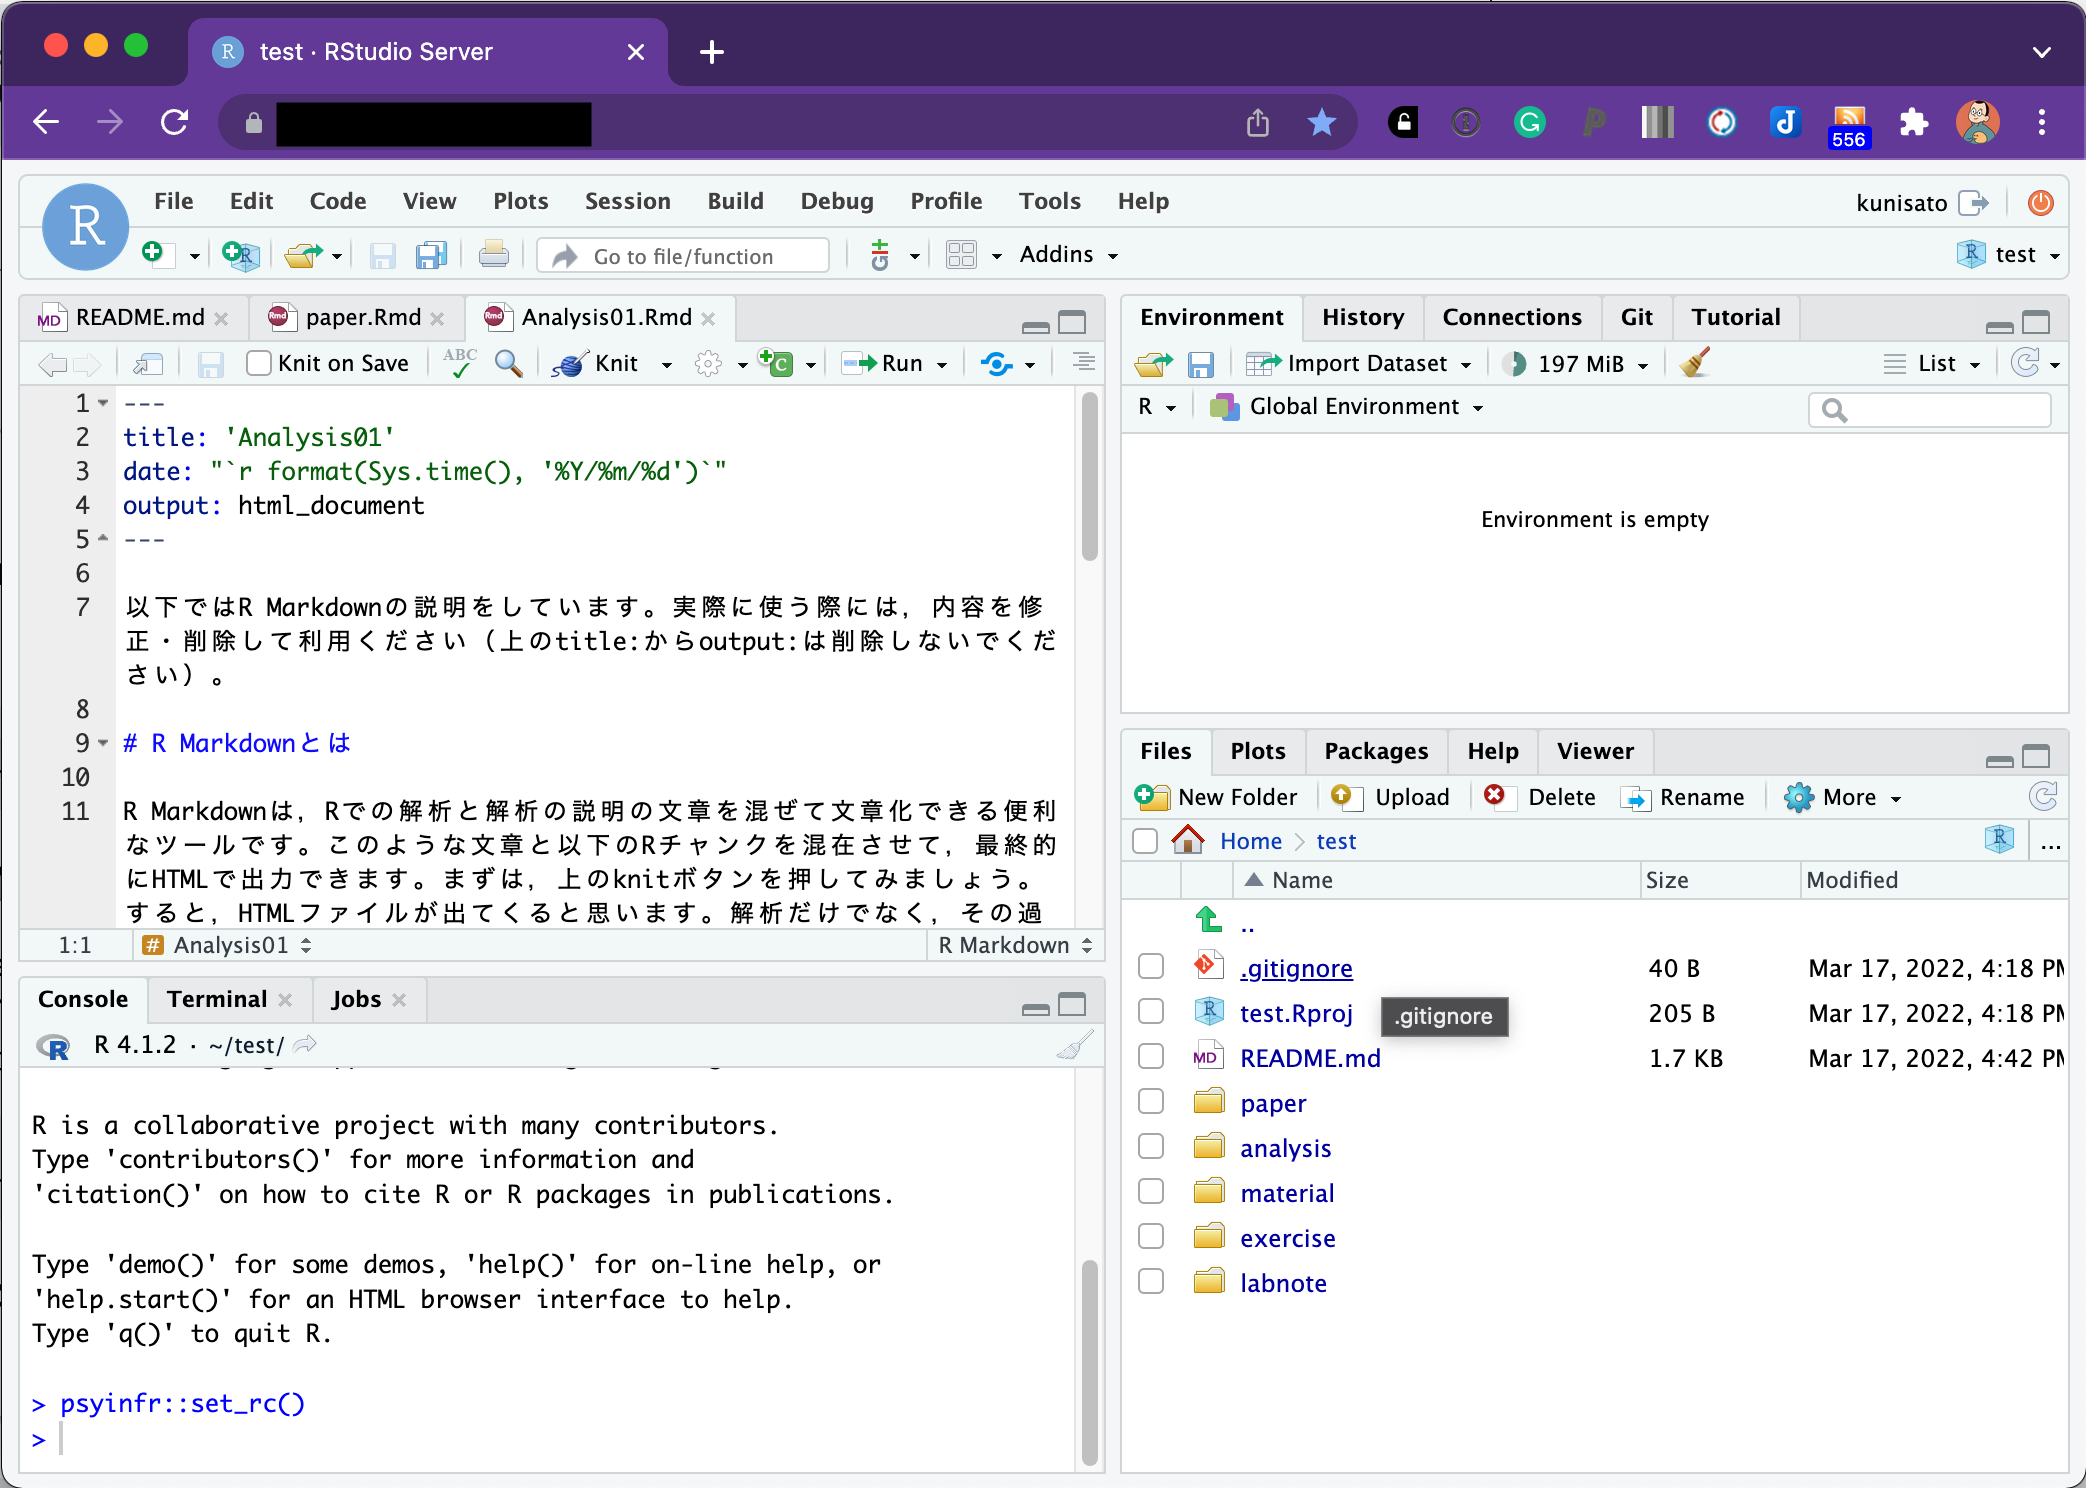 test · RStudio Server
556
File Edit Code View Plots Session Build Debug Profile Tools Help
kunisato
Go to file/function
Addins
test
README.md
paper.Rmd
Analysis01.Rmd
Knit on Save
Knit
Run
1 ---
2 title: 'Analysis01'
3 date: "`r format(Sys.time(), '%Y/%m/%d')`"
4 output: html_document
5 ---
6
7 以下ではR Markdownの説明をしています。実際に使う際には，内容を修
正・削除して利用ください（上のtitle:からoutput:は削除しないでくだ
さい）。
8
9 # R Markdownとは
10
11 R Markdownは，Rでの解析と解析の説明の文章を混ぜて文章化できる便利
なツールです。このような文章と以下のRチャンクを混在させて，最終的
にHTMLで出力できます。まずは，上のknitボタンを押してみましょう。
すると，HTMLファイルが出てくると思います。解析だけでなく，その過
1:1 # Analysis01 R Markdown
Console Terminal Jobs
R 4.1.2 · ~/test/
R is a collaborative project with many contributors.
Type 'contributors()' for more information and
'citation()' on how to cite R or R packages in publications.
Type 'demo()' for some demos, 'help()' for on-line help, or
'help.start()' for an HTML browser interface to help.
Type 'q()' to quit R.
> psyinfr::set_rc()
>
Environment History Connections Git Tutorial
Import Dataset 197 MiB List
R Global Environment
Environment is empty
Files Plots Packages Help Viewer
New Folder Upload Delete Rename More
Home test ...
Name Size Modified
..
.gitignore 40 B Mar 17, 2022, 4:18 PM
test.Rproj .gitignore 205 B Mar 17, 2022, 4:18 PM
README.md 1.7 KB Mar 17, 2022, 4:42 PM
paper
analysis
material
exercise
labnote